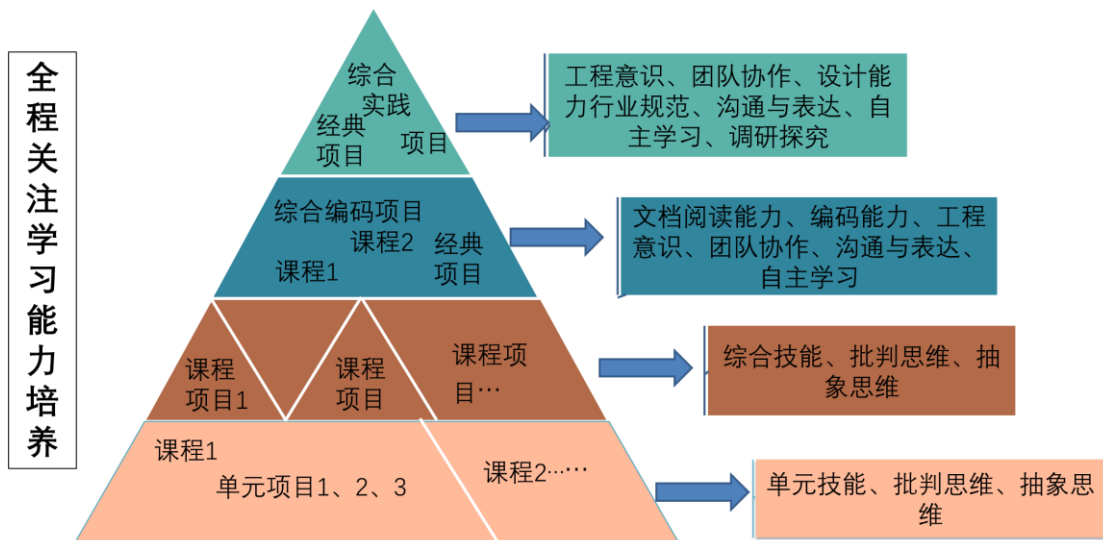 全程关注学习能力培养
综合
实践
经典
项目
项目
工程意识、团队协作、设计能
力行业规范、沟通与表达、自
主学习、调研探究
综合编码项目
课程2
课程1
经典
项目
文档阅读能力、编码能力、工程
意识、团队协作、沟通与表达、
自主学习
课程
项目1
课程
项目
课程项
目…
综合技能、批判思维、抽
象思维
课程1
单元项目1、2、3
课程2……
单元技能、批判思维、抽象思
维